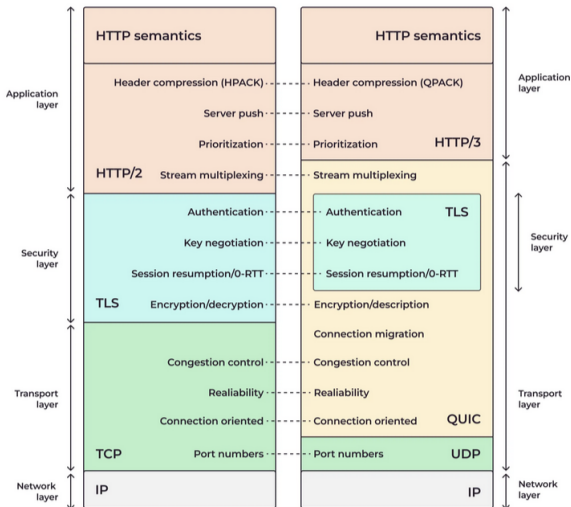 HTTP semantics
HTTP semantics
Application
layer
Header compression (HPACK)
Header compression (QPACK)
Application
layer
Server push
Server push
Prioritization
Prioritization
HTTP/3
HTTP/2
Stream multiplexing
Stream multiplexing
Security
layer
Authentication
Authentication
TLS
Key negotiation
Key negotiation
Security
layer
Session resumption/0-RTT
Session resumption/0-RTT
TLS
Encryption/decryption
Encryption/description
Connection migration
Transport
layer
Congestion control
Congestion control
Realiability
Realiability
Transport
layer
Connection oriented
Connection oriented
QUIC
TCP
Port numbers
Port numbers
UDP
Network
layer
IP
IP
Network
layer